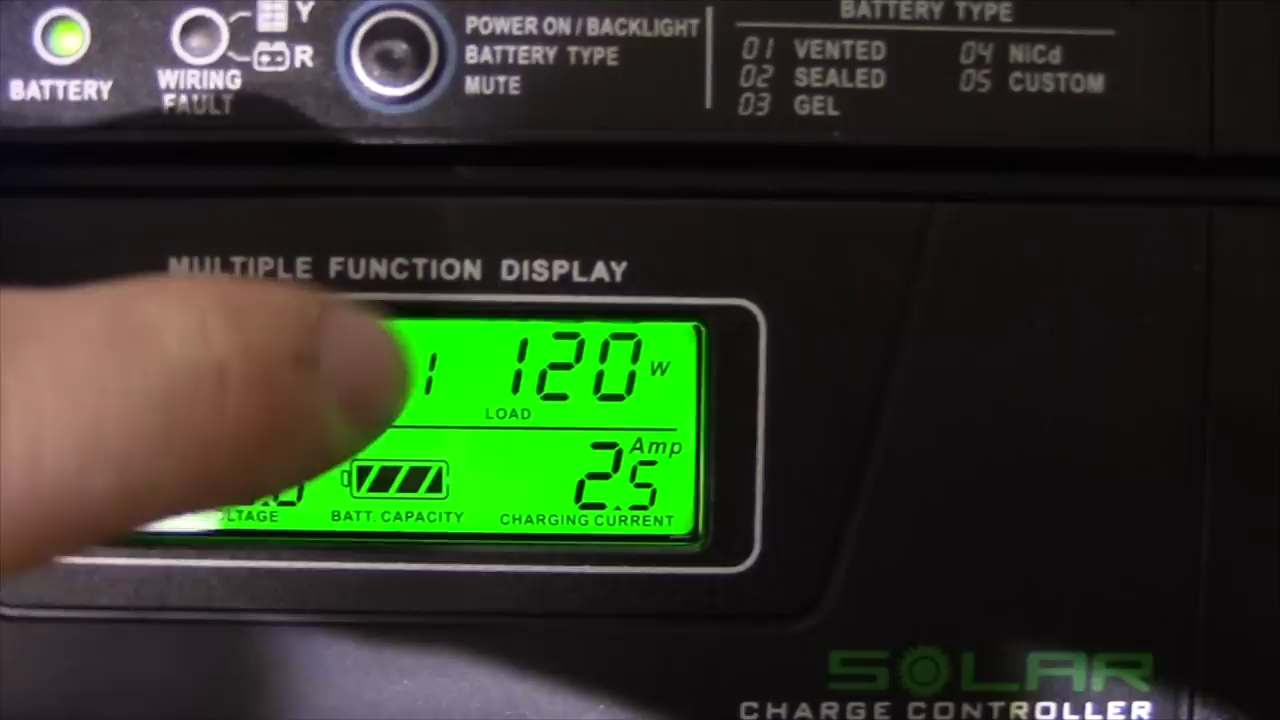 BATTERY TYPE
Y
R
BATTERY
WIRING
FAULT
POWER ON / BACKLIGHT
BATTERY TYPE
MUTE
01 VENTED
02 SEALED
03 GEL
04 NiCd
05 CUSTOM
MULTIPLE FUNCTION DISPLAY
1
120 W
LOAD
2.5 Amp
BATT. CAPACITY
CHARGING CURRENT
SOLAR
CHARGE CONTROLLER